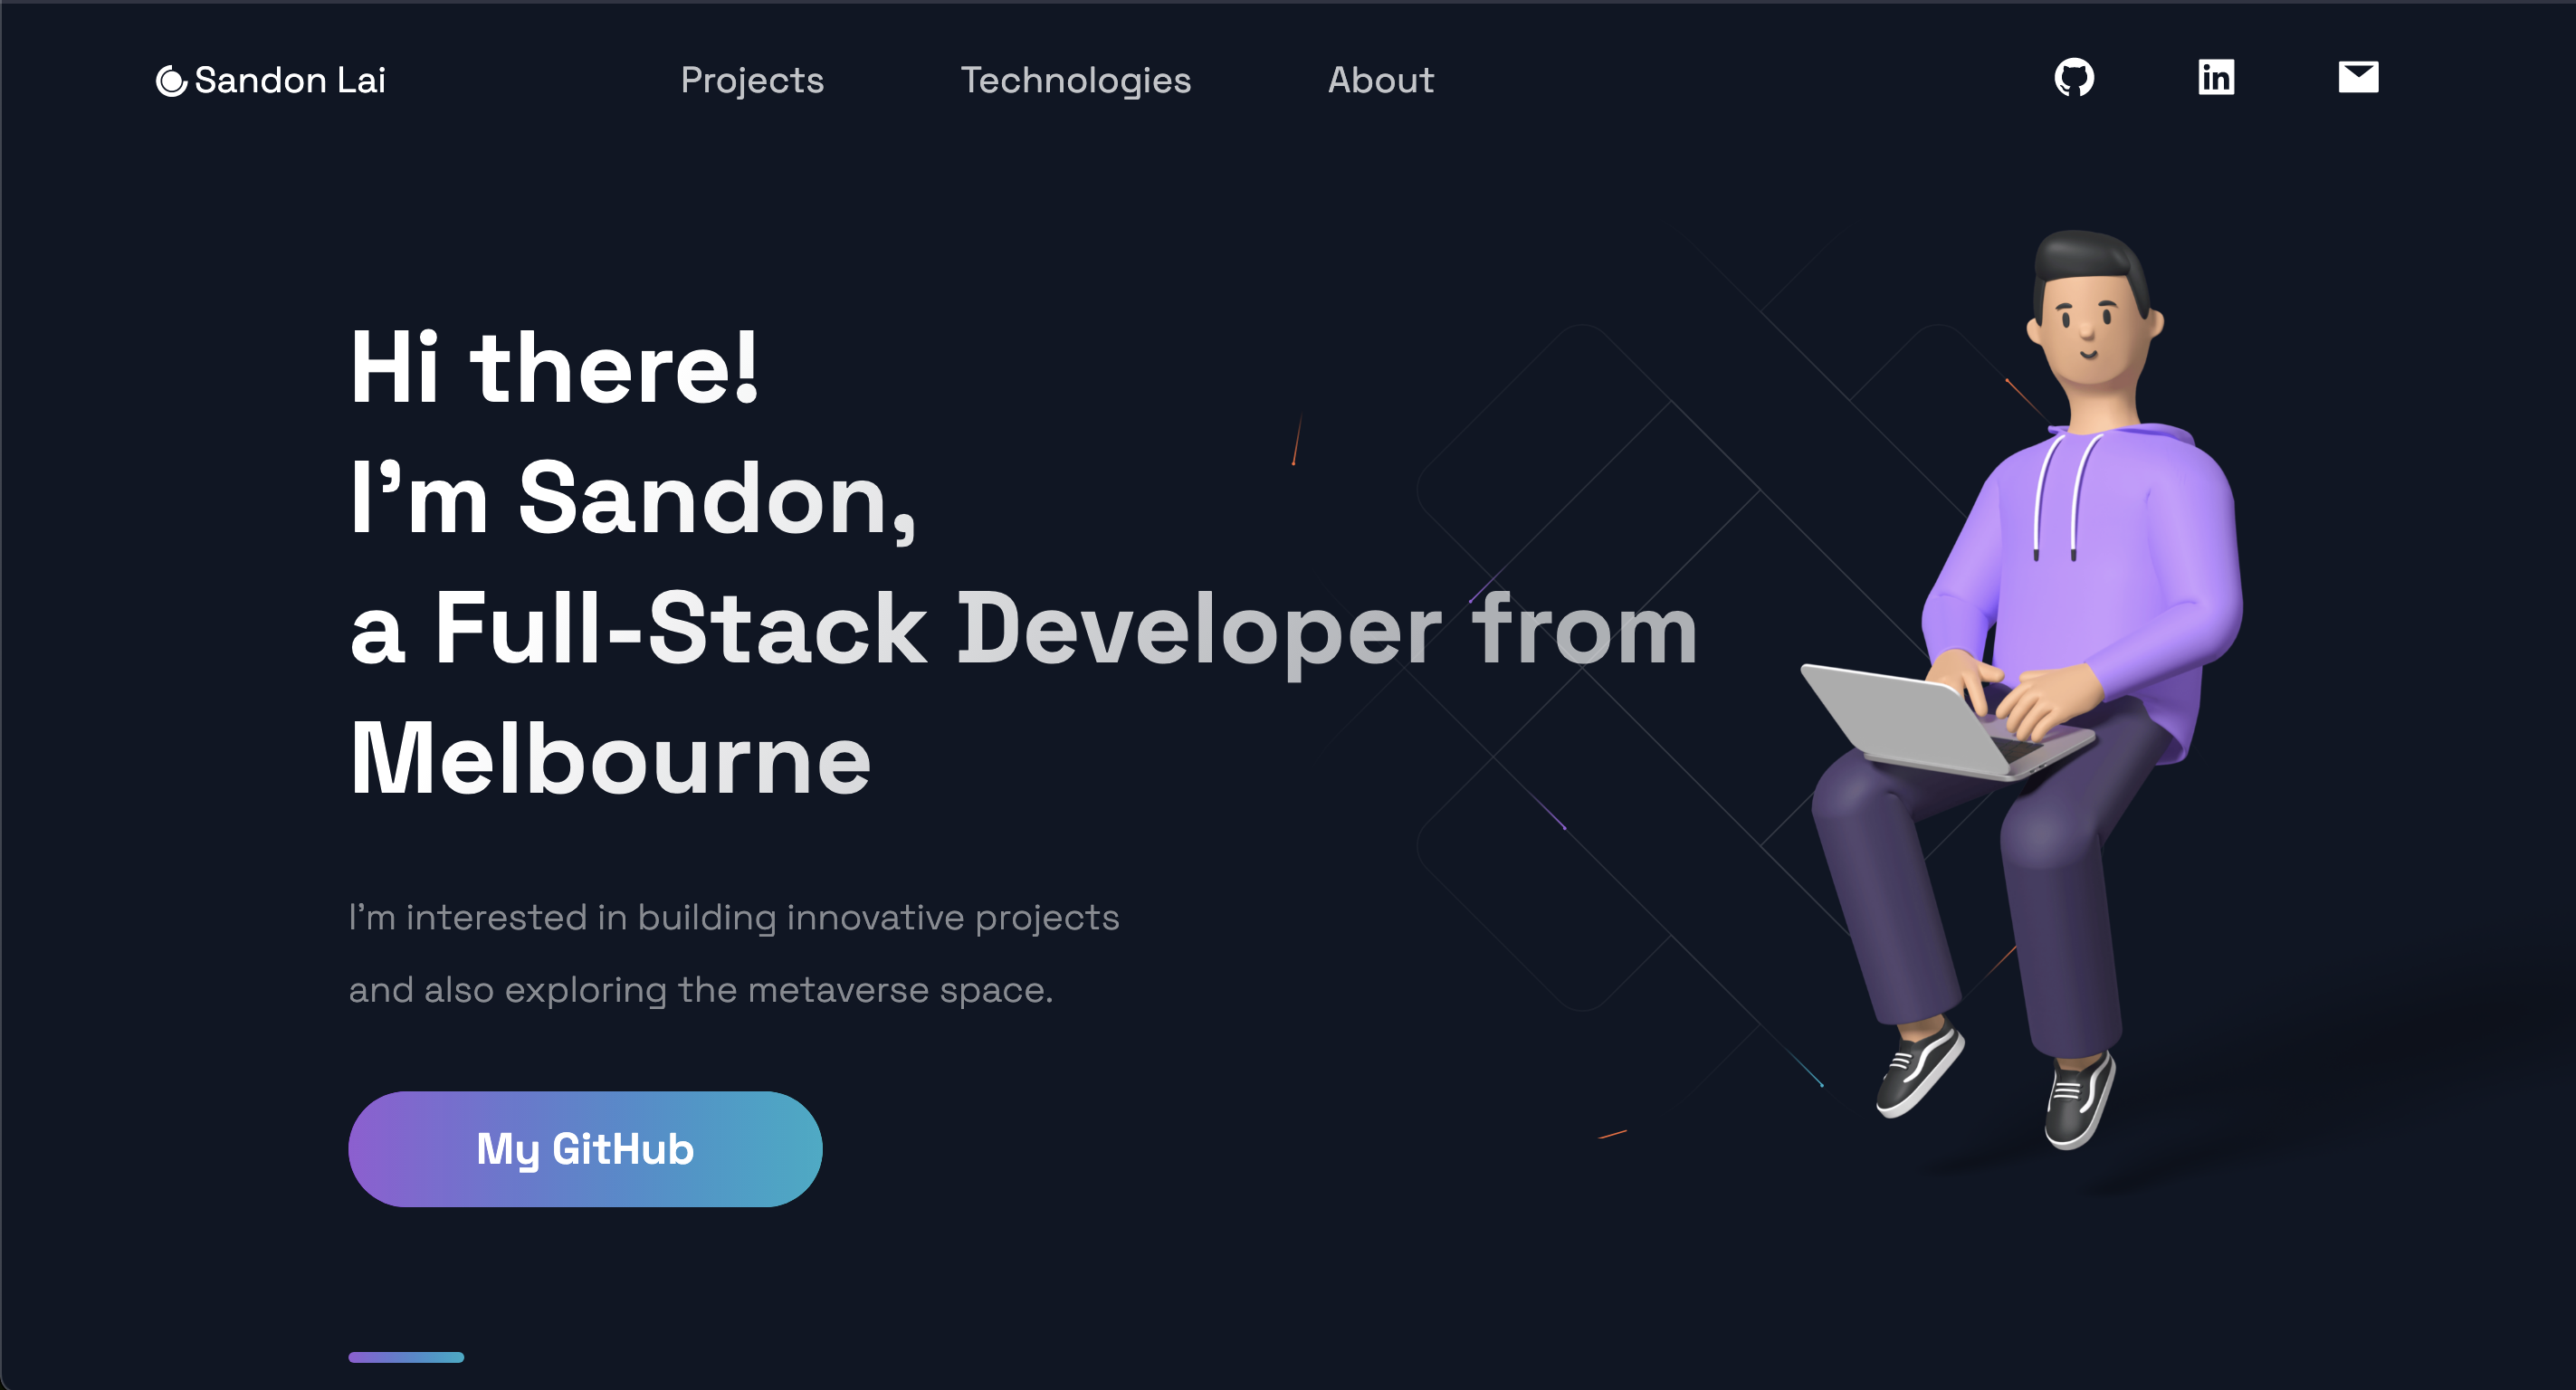 Sandon Lai
Projects
Technologies
About
in
Hi there!
I’m Sandon,
a Full-Stack Developer from
Melbourne
I’m interested in building innovative projects
and also exploring the metaverse space.
My GitHub